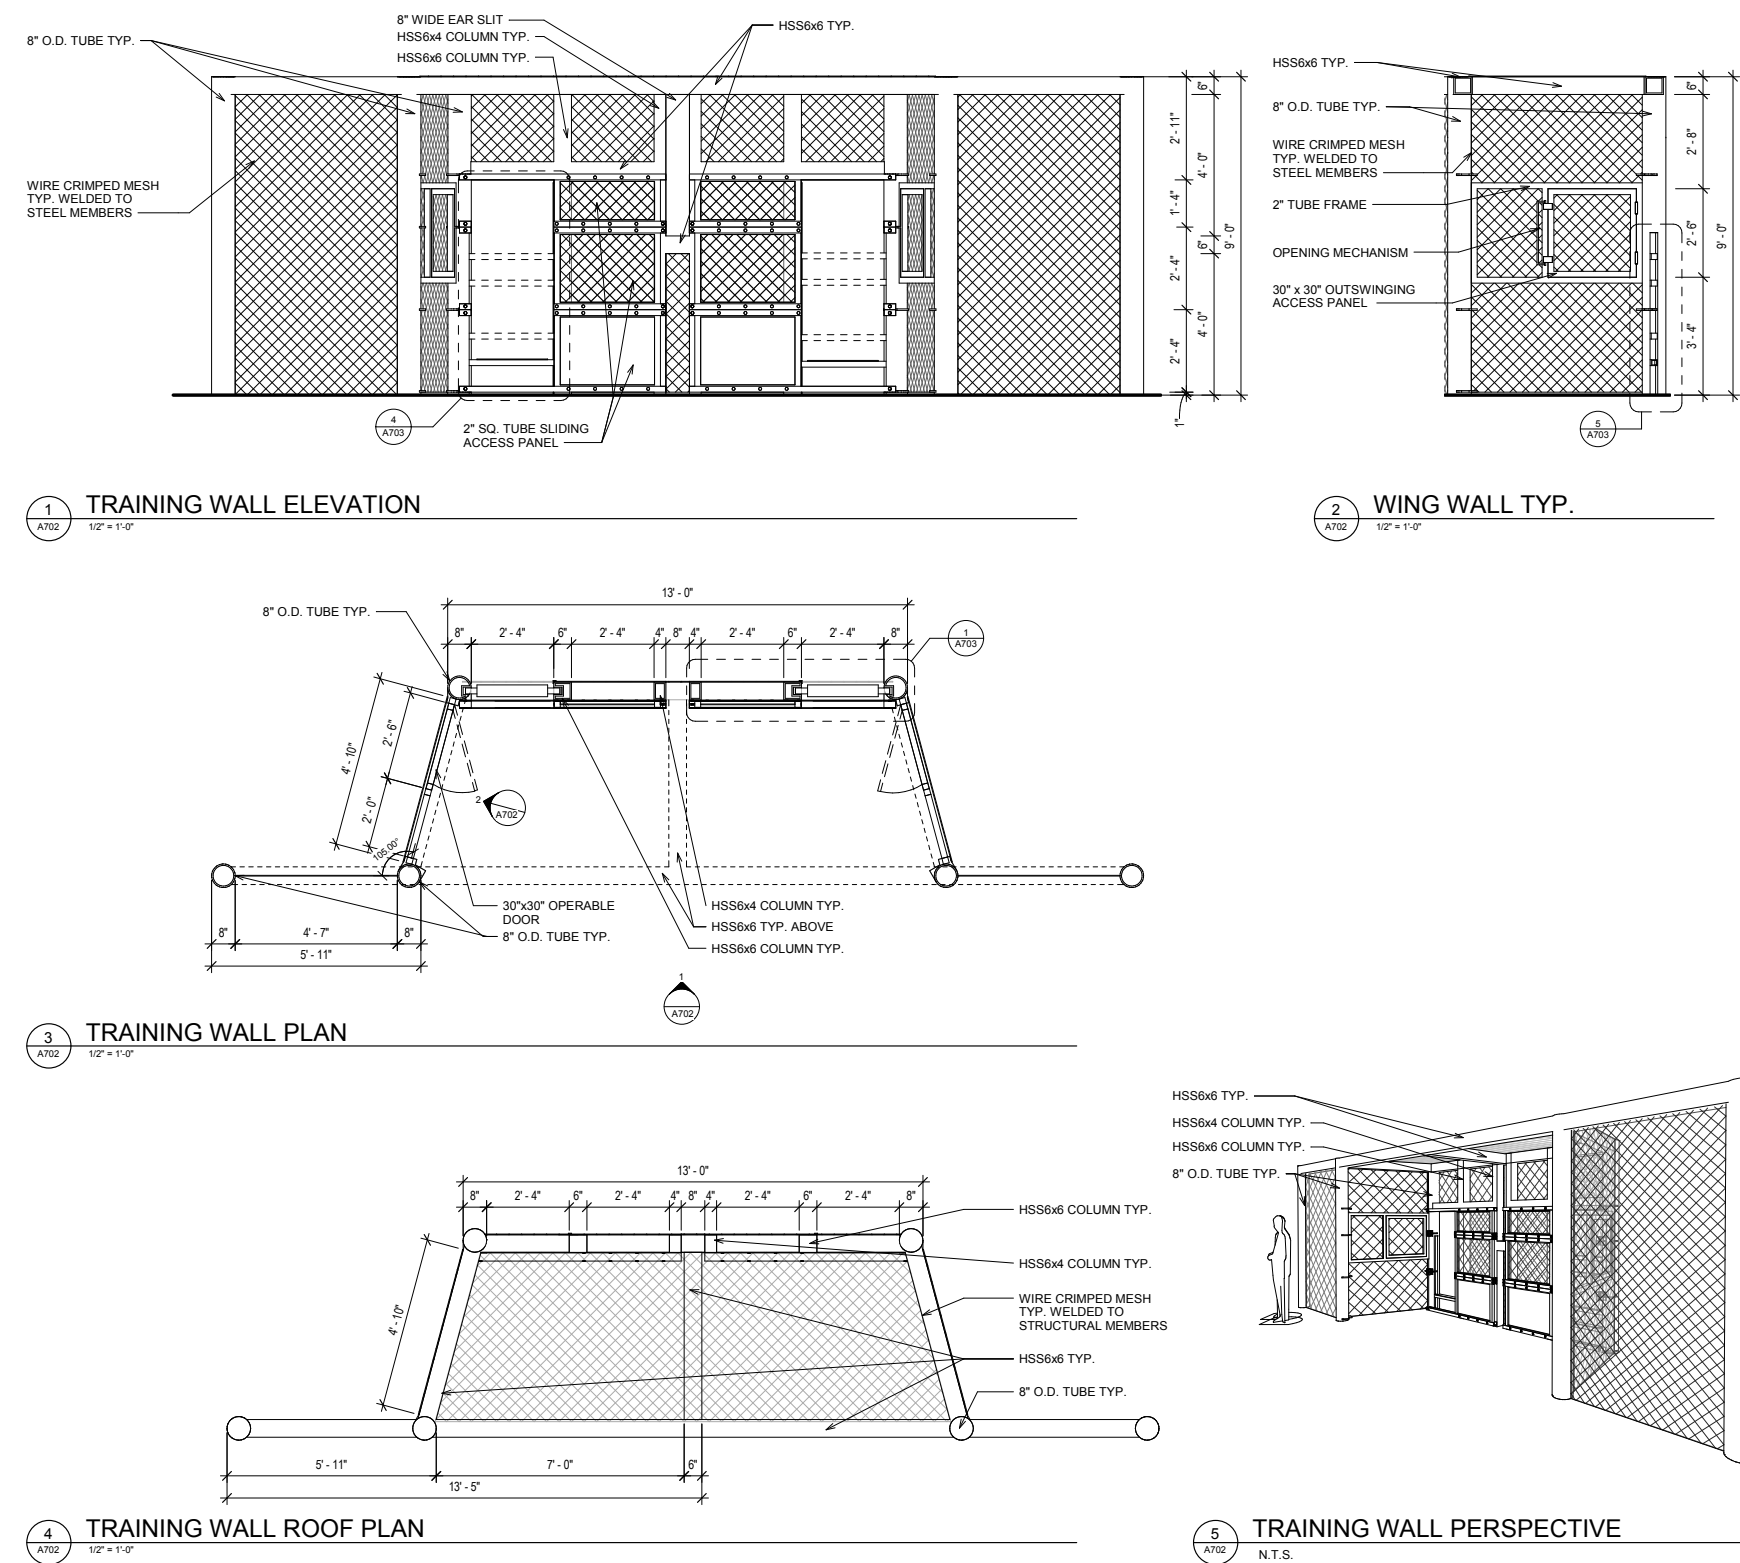 8" WIDE EAR SLIT
HSS6x4 COLUMN TYP.
HSS6x6 COLUMN TYP.
HSS6x6 TYP.
8" O.D. TUBE TYP.
WIRE CRIMPED MESH
TYP. WELDED TO
STEEL MEMBERS
6"
2' - 11"
4' - 0"
1' - 4"
9' - 0"
6"
2' - 4"
4' - 0"
2' - 4"
1"
4
A703
2" SQ. TUBE SLIDING
ACCESS PANEL
1
A702
TRAINING WALL ELEVATION
1/2" = 1'-0"
HSS6x6 TYP.
8" O.D. TUBE TYP.
WIRE CRIMPED MESH
TYP. WELDED TO
STEEL MEMBERS
2" TUBE FRAME
OPENING MECHANISM
30" x 30" OUTSWINGING
ACCESS PANEL
6"
2' - 8"
2' - 6"
9' - 0"
3' - 4"
5
A703
2
A702
WING WALL TYP.
1/2" = 1'-0"
13' - 0"
8" O.D. TUBE TYP.
8"
2' - 4"
6"
2' - 4"
4"
8"
4"
2' - 4"
6"
2' - 4"
8"
1
A703
2' - 6"
4' - 10"
2' - 0"
105.00°
2
A702
30"x30" OPERABLE
DOOR
8" O.D. TUBE TYP.
HSS6x4 COLUMN TYP.
HSS6x6 TYP. ABOVE
HSS6x6 COLUMN TYP.
8"
4' - 7"
8"
5' - 11"
1
A702
3
A702
TRAINING WALL PLAN
1/2" = 1'-0"
13' - 0"
8"
2' - 4"
6"
2' - 4"
4"
8"
4"
2' - 4"
6"
2' - 4"
8"
4' - 10"
HSS6x6 COLUMN TYP.
HSS6x4 COLUMN TYP.
WIRE CRIMPED MESH
TYP. WELDED TO
STRUCTURAL MEMBERS
HSS6x6 TYP.
8" O.D. TUBE TYP.
5' - 11"
7' - 0"
6"
13' - 5"
4
A702
TRAINING WALL ROOF PLAN
1/2" = 1'-0"
HSS6x6 TYP.
HSS6x4 COLUMN TYP.
HSS6x6 COLUMN TYP.
8" O.D. TUBE TYP.
5
A702
TRAINING WALL PERSPECTIVE
N.T.S.